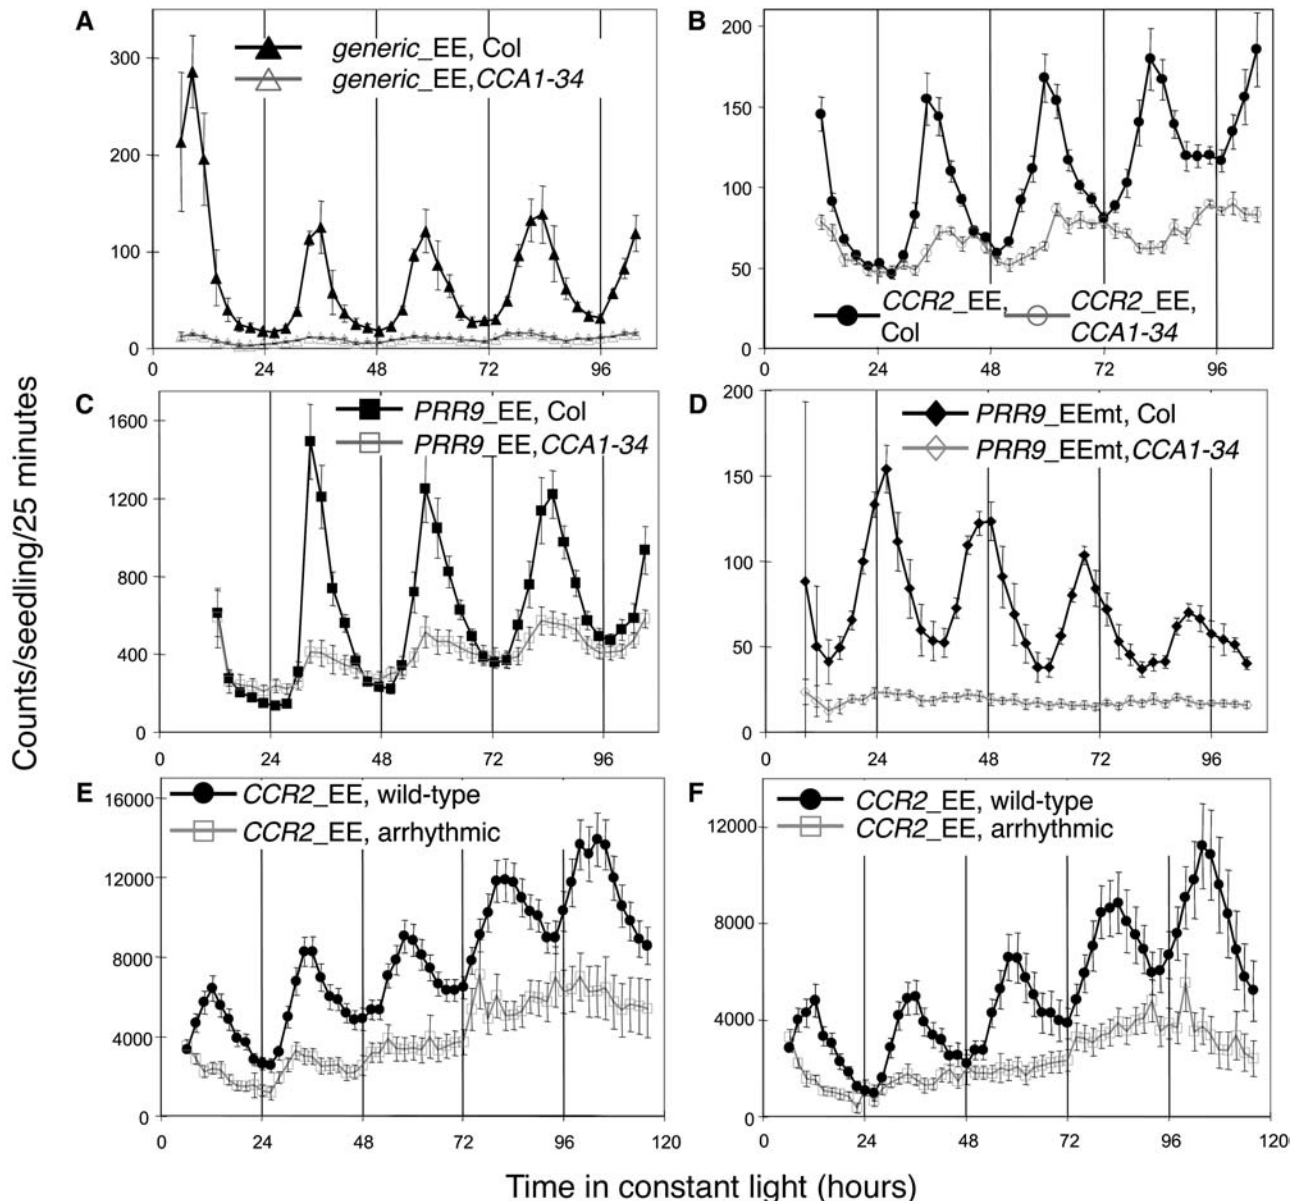 A
generic_EE, Col
generic_EE, CCA1-34
300
200
100
0
0 24 48 72 96
B
200
150
100
50
0
CCR2_EE, Col
CCR2_EE, CCA1-34
0 24 48 72 96
Counts/seedling/25 minutes
C
PRR9_EE, Col
PRR9_EE, CCA1-34
1600
1200
800
400
0
0 24 48 72 96
D
PRR9_EEmt, Col
PRR9_EEmt, CCA1-34
200
150
100
50
0
0 24 48 72 96
E
CCR2_EE, wild-type
CCR2_EE, arrhythmic
16000
12000
8000
4000
0
0 24 48 72 96 120
F
CCR2_EE, wild-type
CCR2_EE, arrhythmic
12000
8000
4000
0
0 24 48 72 96 120
Time in constant light (hours)